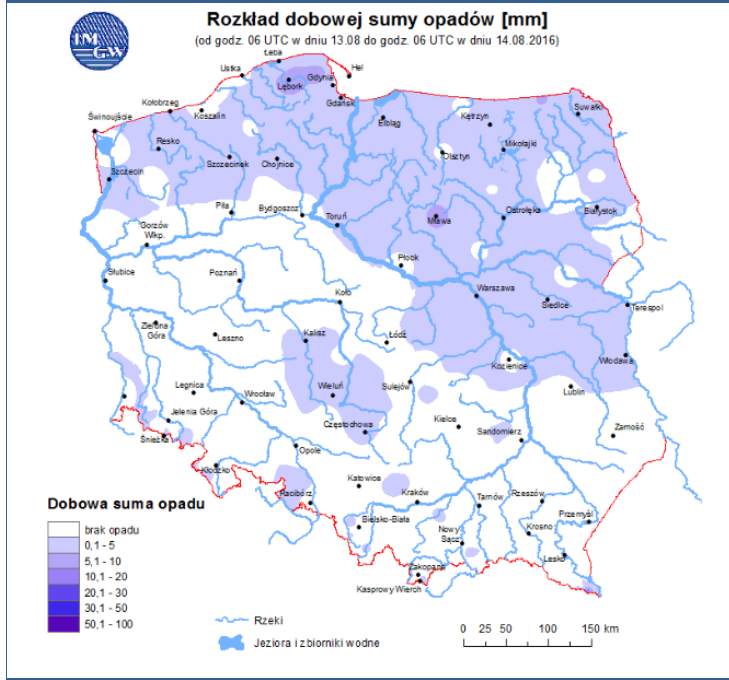 Rozkład dobowej sumy opadów [mm]
(od godz. 06 UTC w dniu 13.08 do godz. 06 UTC w dniu 14.08.2016)
IM
GW
Łeba
Hel
Ustka
Gdynia
Lębork
Gdańsk
Kołobrzeg
Koszalin
Suwałki
Świnoujście
Elbląg
Kętrzyn
Resko
Mikołajki
Olsztyn
Szczecinek
Chojnice
Szczecin
Piła
Bydgoszcz
Toruń
Mława
Ostrołęka
Białystok
Gorzów
Wlkp.
Płock
Słubice
Poznań
Koło
Warszawa
Siedlce
Terespol
Zielona
Góra
Leszno
Kalisz
Łódź
Kozienice
Włodawa
Legnica
Wrocław
Wieluń
Sulejów
Lublin
Jelenia Góra
Śnieżka
Częstochowa
Kielce
Sandomierz
Zamość
Opole
Kłodzko
Katowice
Racibórz
Kraków
Tarnów
Rzeszów
Przemyśl
Bielsko-Biała
Nowy
Sącz
Krosno
Lesko
Zakopane
Kasprowy Wierch
Dobowa suma opadu
brak opadu
0,1 - 5
5,1 - 10
10,1 - 20
20,1 - 30
30,1 - 50
50,1 - 100
Rzeki
Jeziora i zbiorniki wodne
0 25 50 100 150 km